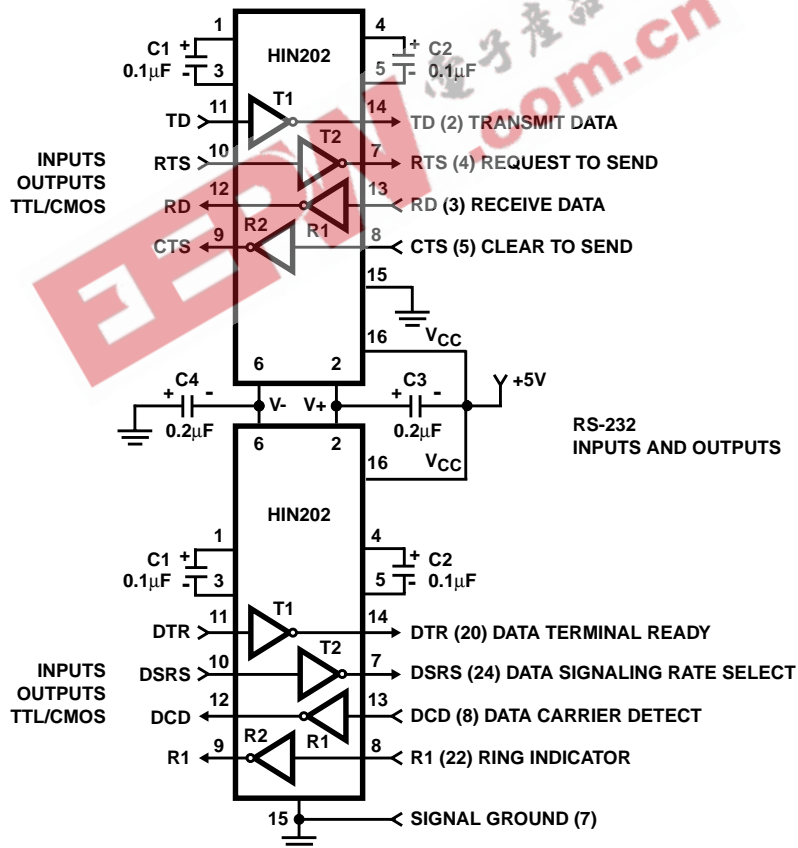 1
4
HIN202
C1 +
0.1µF -
3
+ C2
- 0.1µF
5
电子产品
.com.cn
EEPW
TD
11
T1
14
TD (2) TRANSMIT DATA
INPUTS
OUTPUTS
TTL/CMOS
RTS
10
T2
7
RTS (4) REQUEST TO SEND
RD
12
R1
13
RD (3) RECEIVE DATA
CTS
9
R2
8
CTS (5) CLEAR TO SEND
15
16
VCC
6
2
+5V
+ C4 -
0.2µF
V-
V+
+ C3 -
0.2µF
RS-232
INPUTS AND OUTPUTS
6
2
16
VCC
HIN202
1
4
C1 +
0.1µF -
3
+ C2
- 0.1µF
5
DTR
11
T1
14
DTR (20) DATA TERMINAL READY
INPUTS
OUTPUTS
TTL/CMOS
DSRS
10
T2
7
DSRS (24) DATA SIGNALING RATE SELECT
DCD
12
R1
13
DCD (8) DATA CARRIER DETECT
R1
9
R2
8
R1 (22) RING INDICATOR
15
SIGNAL GROUND (7)